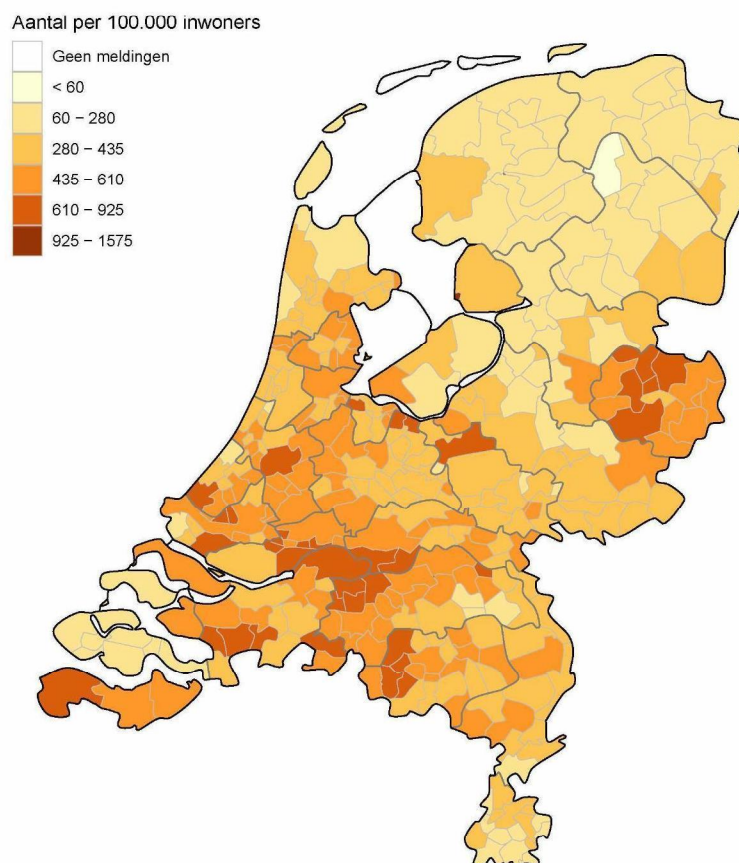 Aantal per 100.000 inwoners
Geen meldingen
< 60
60 – 280
280 – 435
435 – 610
610 – 925
925 – 1575